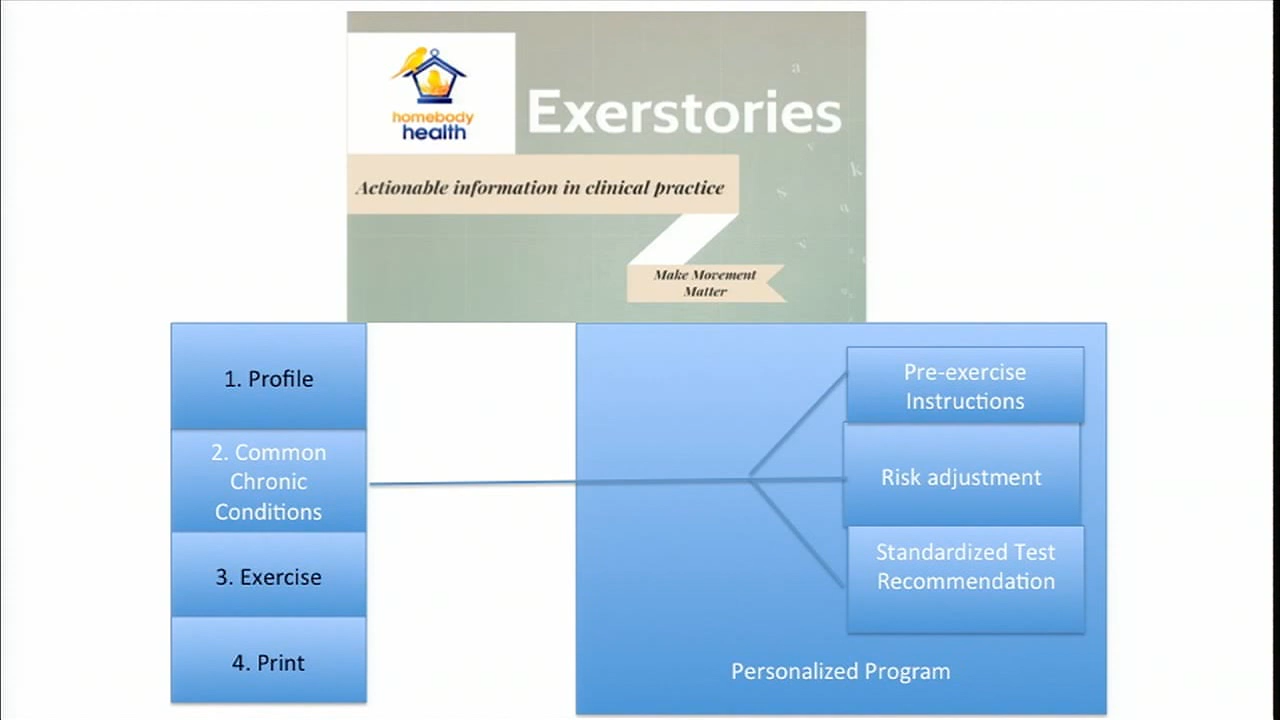 homebody
health
Exerstories
Actionable information in clinical practice
Make Movement
Matter
1. Profile
2. Common
Chronic
Conditions
3. Exercise
4. Print
Pre-exercise
Instructions
Risk adjustment
Standardized Test
Recommendation
Personalized Program